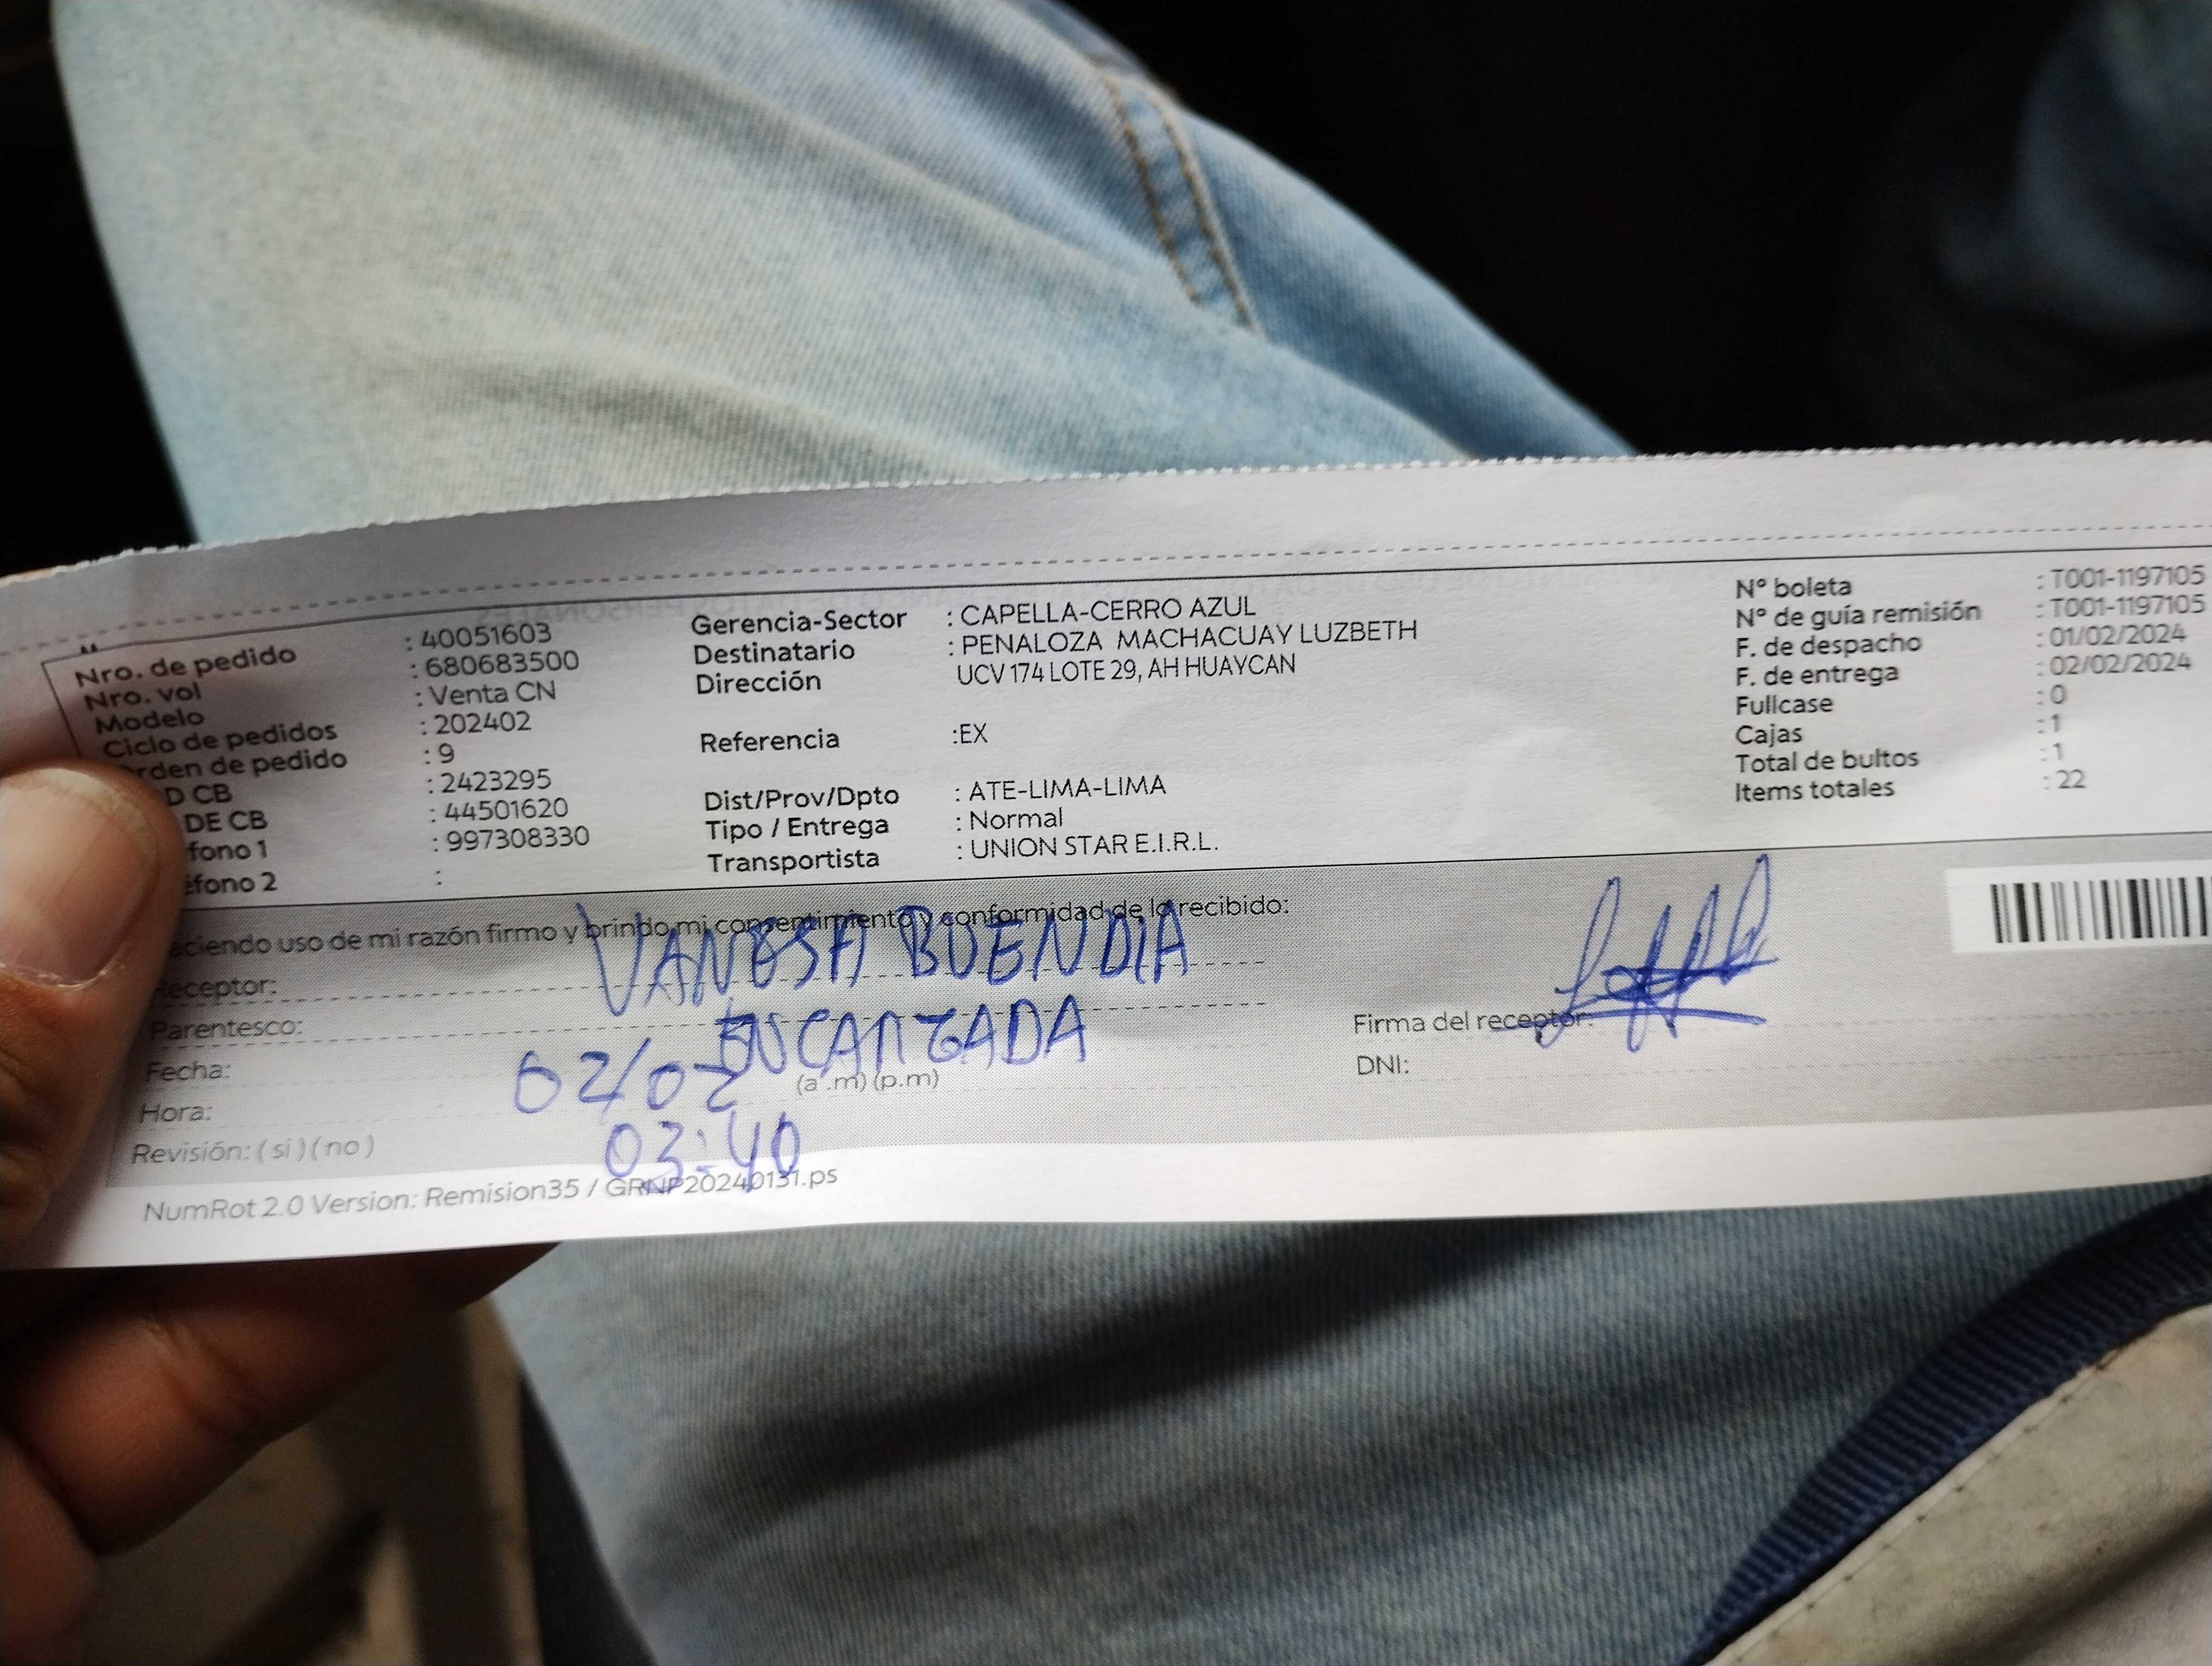 Nro. de pedido : 40051603
Nro. vol : 680683500
Modelo : Venta CN
Ciclo de pedidos : 202402
rden de pedido : 9
D CB : 2423295
DE CB : 44501620
fono 1 : 997308330
éfono 2 :
Gerencia-Sector : CAPELLA-CERRO AZUL
Destinatario : PENALOZA MACHACUAY LUZBETH
Dirección UCV 174 LOTE 29, AH HUAYCAN
Referencia :EX
Dist/Prov/Dpto : ATE-LIMA-LIMA
Tipo / Entrega : Normal
Transportista : UNION STAR E.I.R.L.
N° boleta : T001-1197105
N° de guía remisión : T001-1197105
F. de despacho : 01/02/2024
F. de entrega : 02/02/2024
Fullcase : 0
Cajas : 1
Total de bultos : 1
Items totales : 22
eciendo uso de mi razón firmo y brindo mi consentimiento y conformidad de lo recibido:
Receptor: VANESA BUENDIA
Parentesco: ENCARGADA
Fecha: 02/02
(a.m) (p.m)
Hora: 03:40
Revisión: ( si ) ( no )
Firma del receptor:
DNI:
NumRot 2.0 Version: Remision35 / GRNP20240131.ps